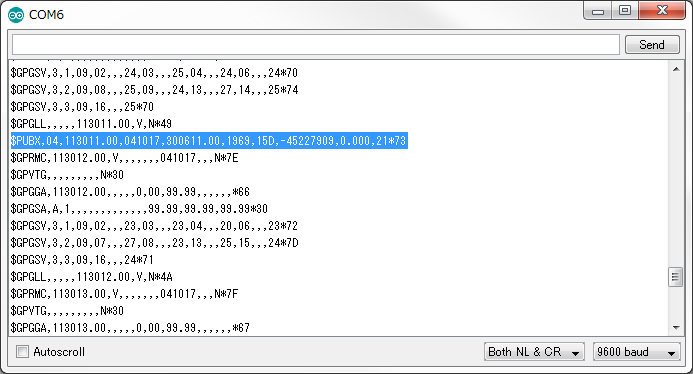 COM6
Send
$GPGSV,3,1,09,02,,,24,03,,,25,04,,,24,06,,,24*70
$GPGSV,3,2,09,08,,,25,09,,,24,13,,,27,14,,,25*74
$GPGSV,3,3,09,16,,,25*70
$GPGLL,,,,,113011.00,V,N*49
$PUBX,04,113011.00,041017,300611.00,1969,15D,-45227909,0.000,21*73
$GPRMC,113012.00,V,,,,,,,041017,,,N*7E
$GPVTG,,,,,,,,,N*30
$GPGGA,113012.00,,,,,0,00,99.99,,,,,,*66
$GPGSA,A,1,,,,,,,,,,,,,99.99,99.99,99.99*30
$GPGSV,3,1,09,02,,,23,03,,,23,04,,,20,06,,,23*72
$GPGSV,3,2,09,07,,,27,08,,,23,13,,,25,15,,,24*7D
$GPGSV,3,3,09,16,,,24*71
$GPGLL,,,,,113012.00,V,N*4A
$GPRMC,113013.00,V,,,,,,,041017,,,N*7F
$GPVTG,,,,,,,,,N*30
$GPGGA,113013.00,,,,,0,00,99.99,,,,,,*67
Autoscroll
Both NL & CR
9600 baud